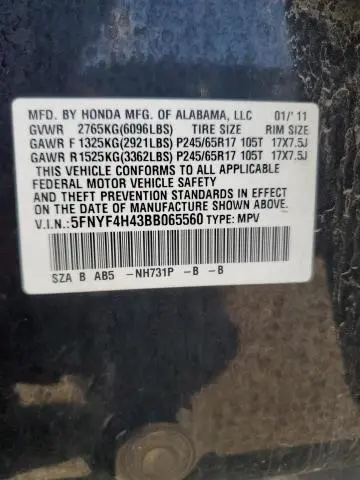 MFD. BY HONDA MFG. OF ALABAMA, LLC 01/'11
GVWR 2765KG(6096LBS) TIRE SIZE RIM SIZE
GAWR F 1325KG(2921LBS) P245/65R17 105T 17X7.5J
GAWR R 1525KG(3362LBS) P245/65R17 105T 17X7.5J
THIS VEHICLE CONFORMS TO ALL APPLICABLE
FEDERAL MOTOR VEHICLE SAFETY
AND THEFT PREVENTION STANDARDS IN EFFECT ON THE
DATE OF MANUFACTURE SHOWN ABOVE.
V.I.N.: 5FNYF4H43BB065560 TYPE: MPV
SZA B AB5 -NH731P -B -B